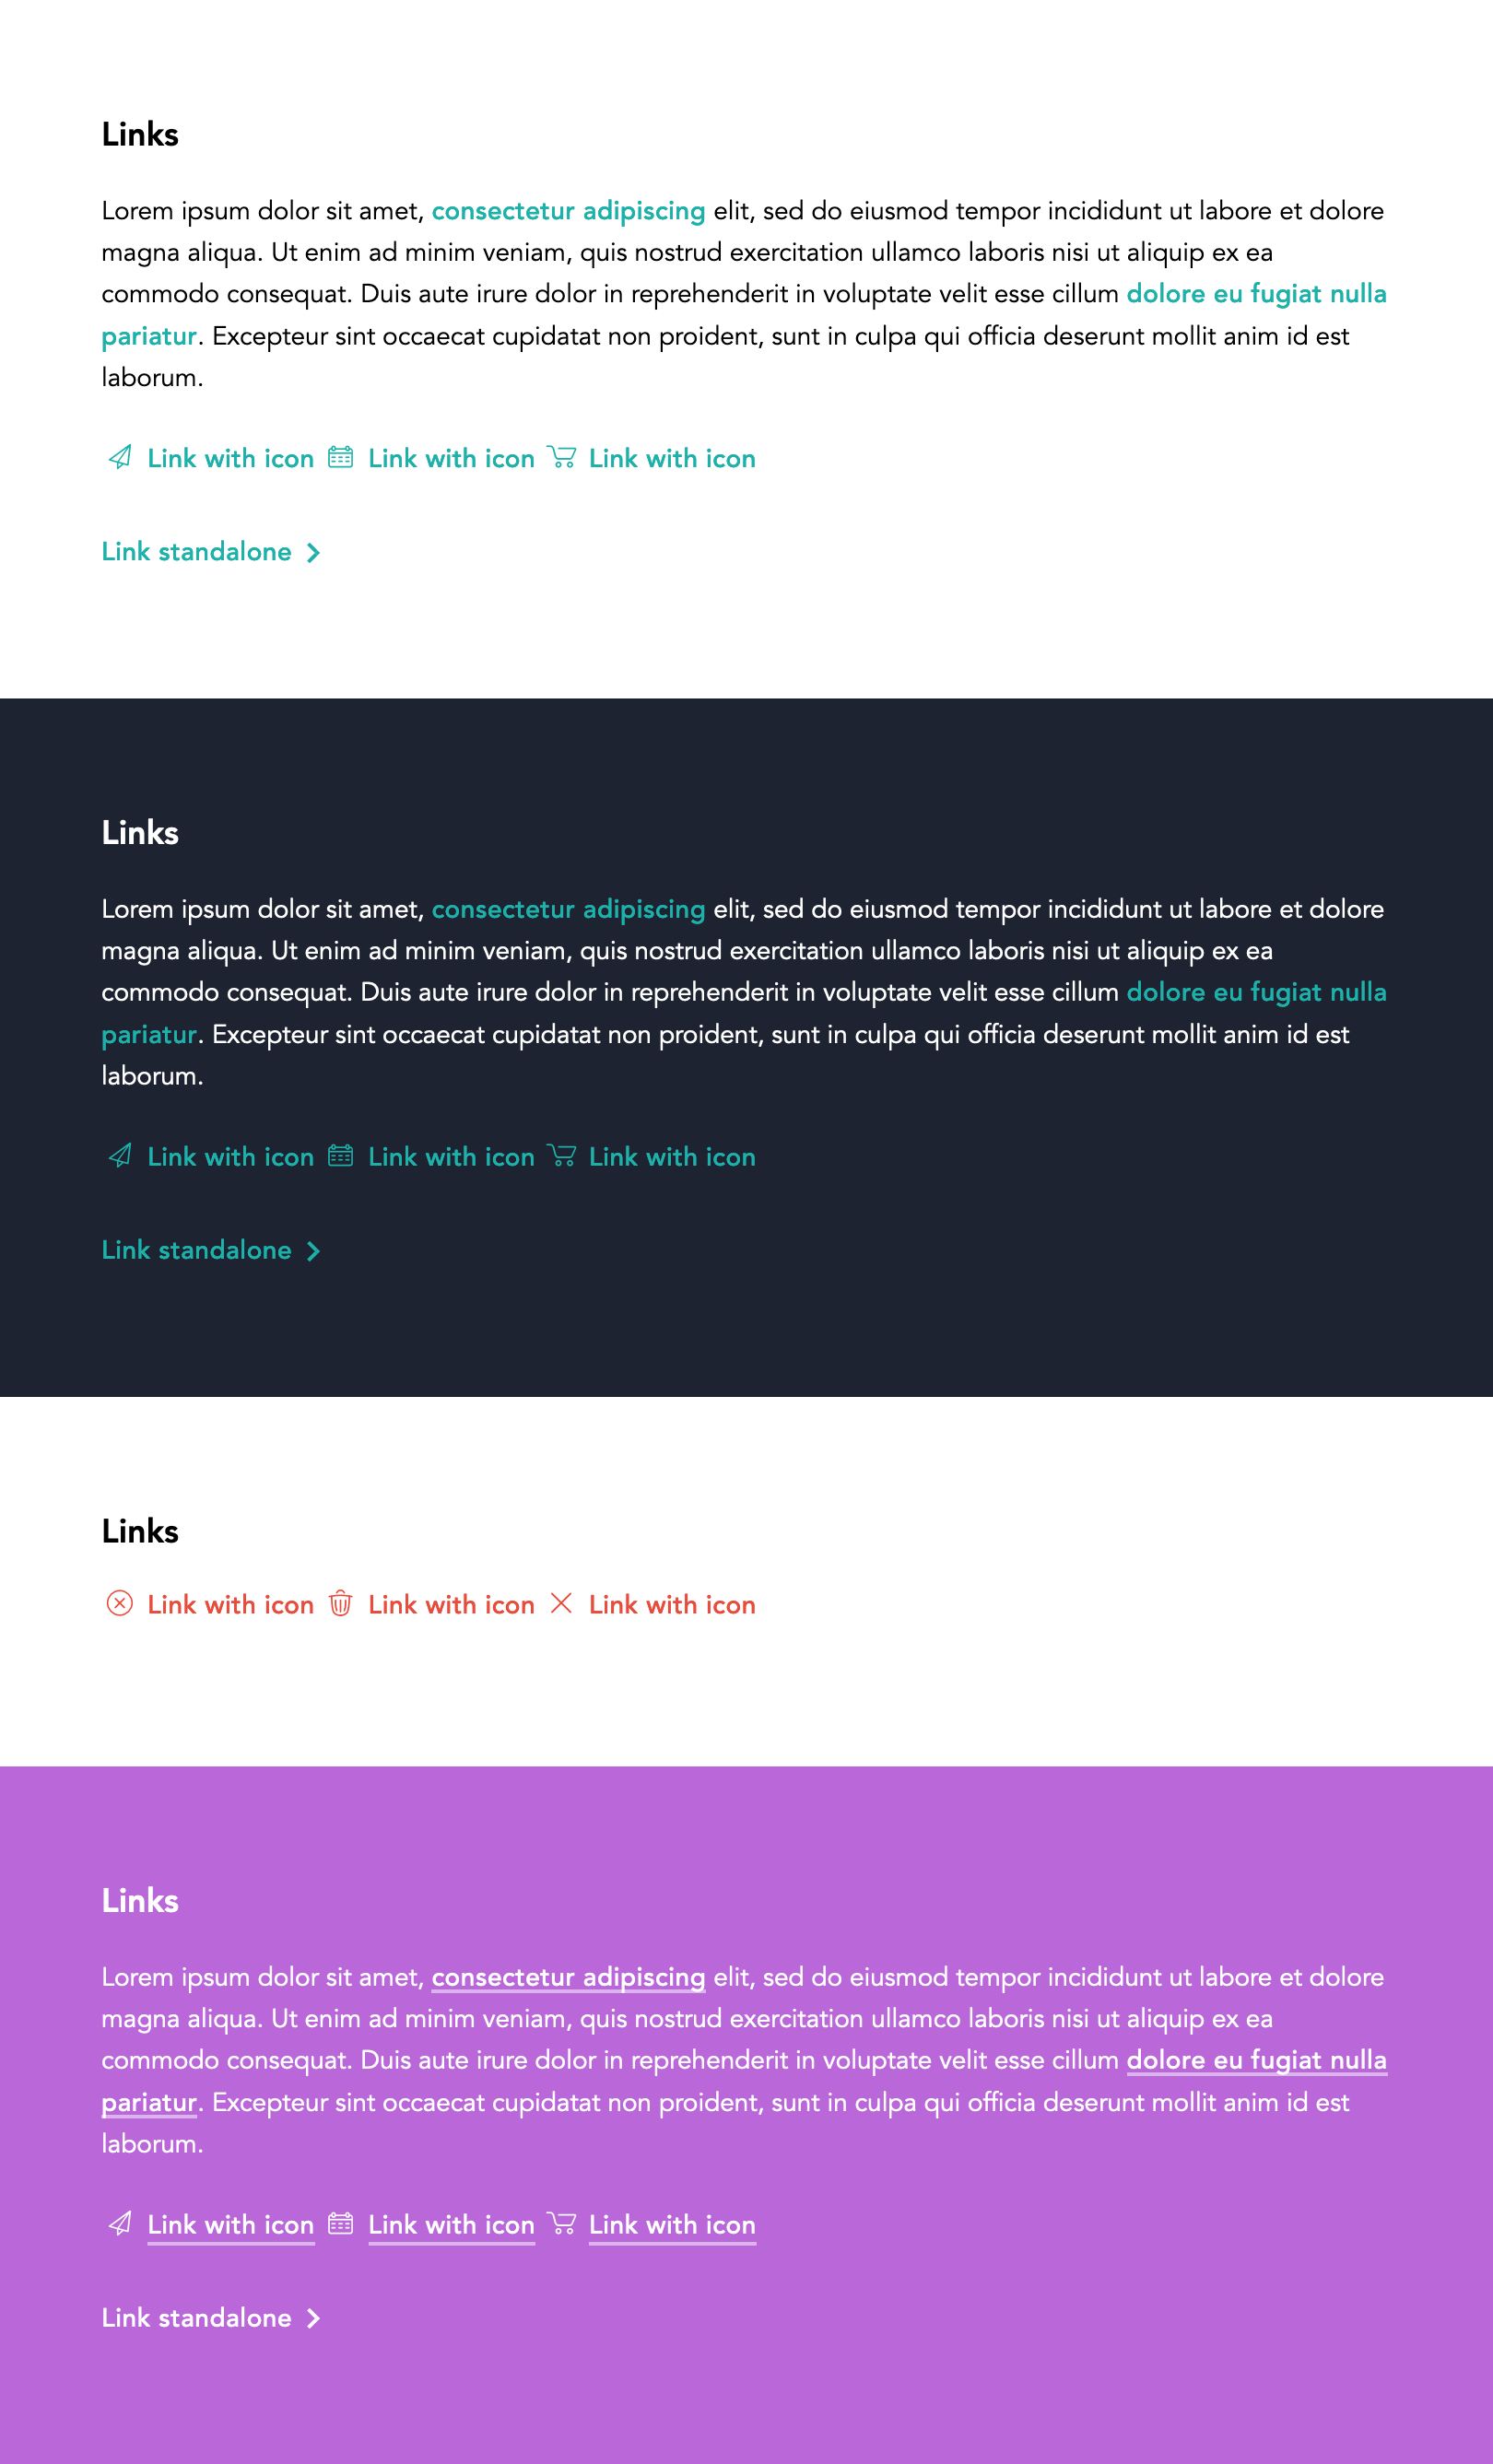 Links
Lorem ipsum dolor sit amet, consectetur adipiscing elit, sed do eiusmod tempor incididunt ut labore et dolore
magna aliqua. Ut enim ad minim veniam, quis nostrud exercitation ullamco laboris nisi ut aliquip ex ea
commodo consequat. Duis aute irure dolor in reprehenderit in voluptate velit esse cillum dolore eu fugiat nulla
pariatur. Excepteur sint occaecat cupidatat non proident, sunt in culpa qui officia deserunt mollit anim id est
laborum.
Link with icon Link with icon Link with icon
Link standalone
Links
Lorem ipsum dolor sit amet, consectetur adipiscing elit, sed do eiusmod tempor incididunt ut labore et dolore
magna aliqua. Ut enim ad minim veniam, quis nostrud exercitation ullamco laboris nisi ut aliquip ex ea
commodo consequat. Duis aute irure dolor in reprehenderit in voluptate velit esse cillum dolore eu fugiat nulla
pariatur. Excepteur sint occaecat cupidatat non proident, sunt in culpa qui officia deserunt mollit anim id est
laborum.
Link with icon Link with icon Link with icon
Link standalone
Links
Link with icon Link with icon Link with icon
Links
Lorem ipsum dolor sit amet, consectetur adipiscing elit, sed do eiusmod tempor incididunt ut labore et dolore
magna aliqua. Ut enim ad minim veniam, quis nostrud exercitation ullamco laboris nisi ut aliquip ex ea
commodo consequat. Duis aute irure dolor in reprehenderit in voluptate velit esse cillum dolore eu fugiat nulla
pariatur. Excepteur sint occaecat cupidatat non proident, sunt in culpa qui officia deserunt mollit anim id est
laborum.
Link with icon Link with icon Link with icon
Link standalone